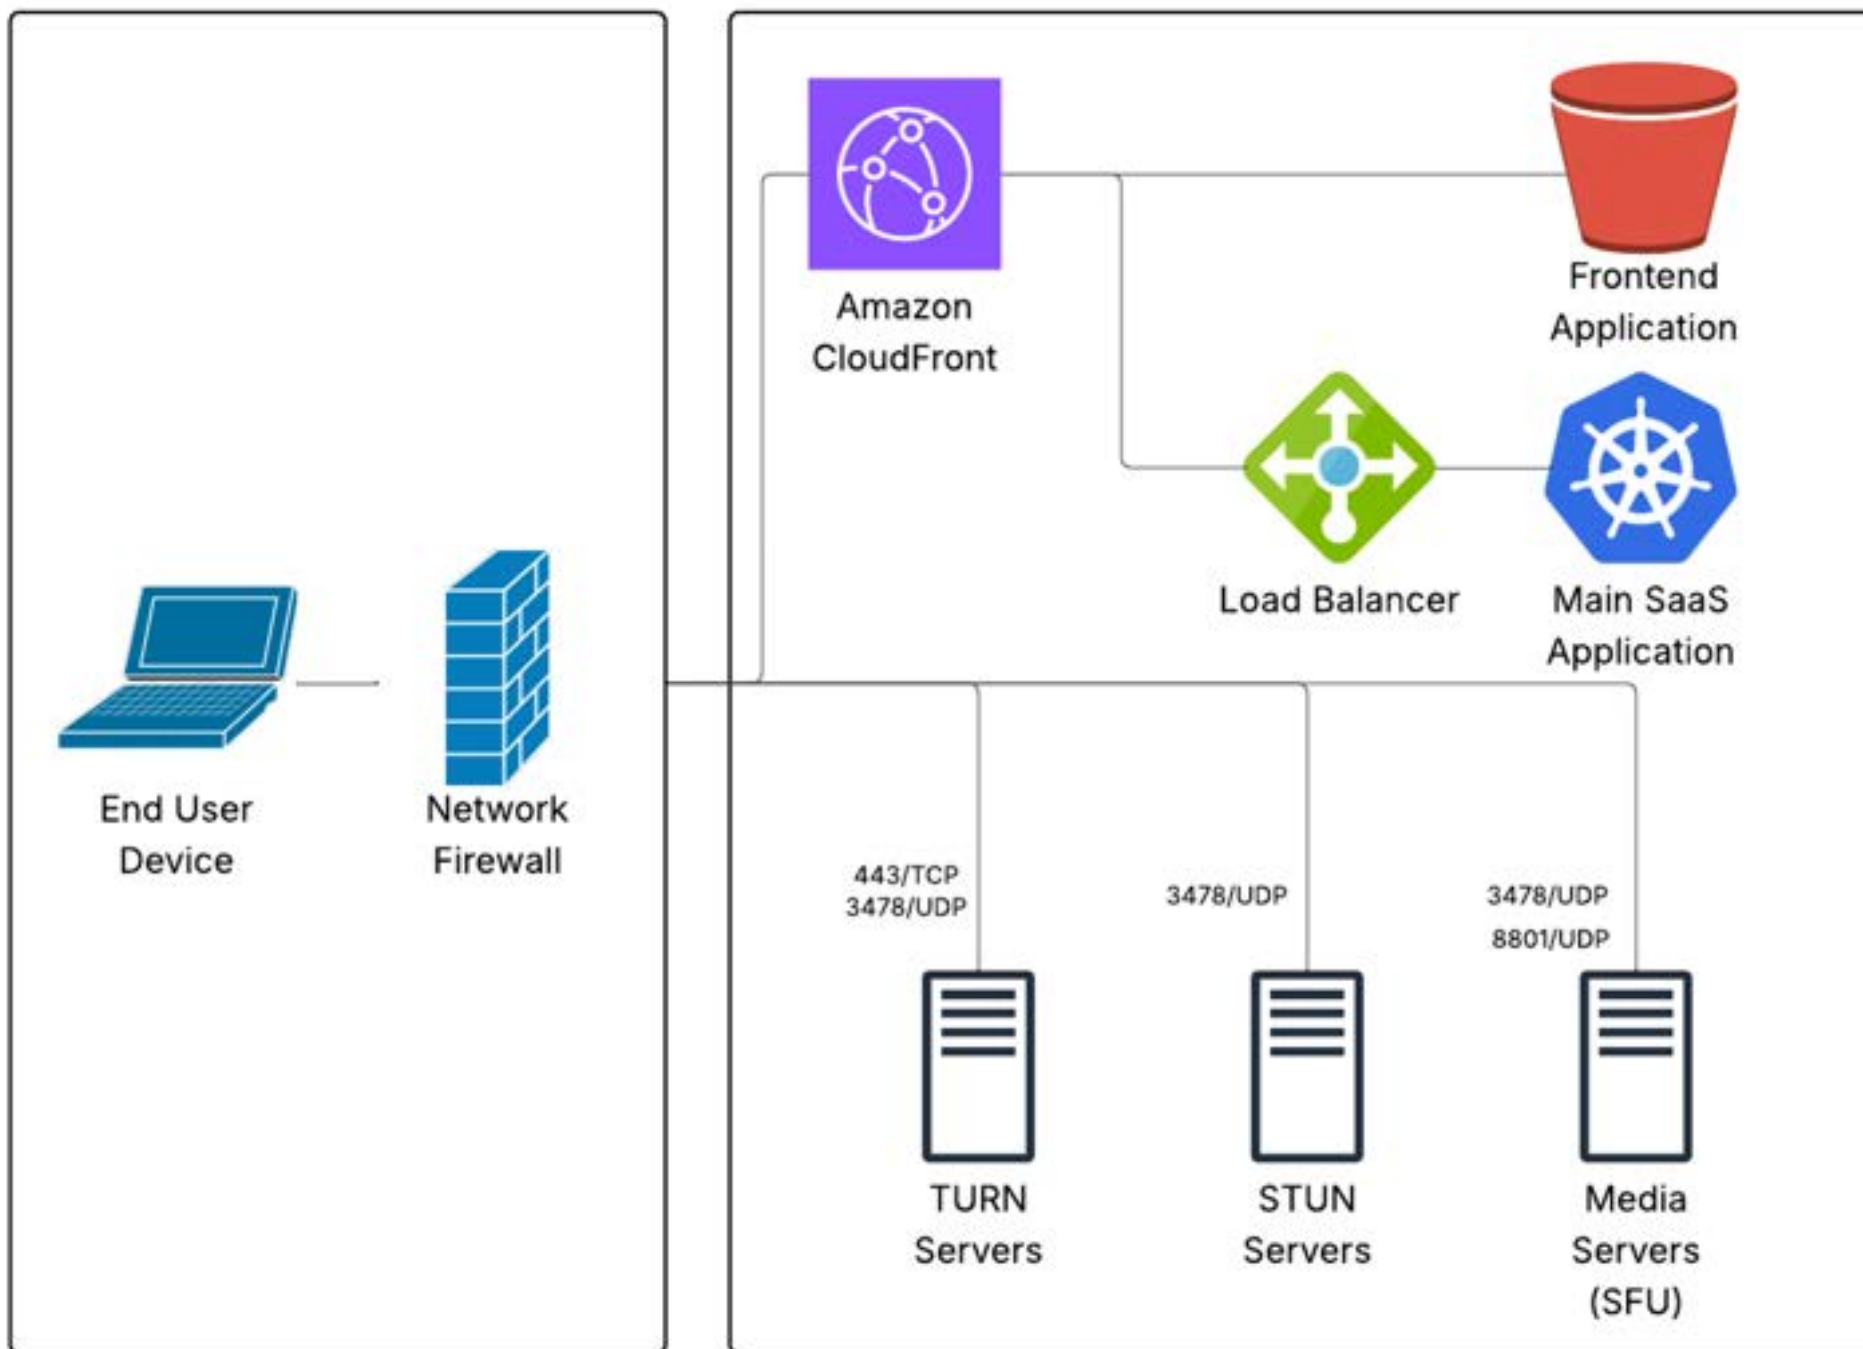 Amazon
CloudFront
Frontend
Application
Load Balancer
Main SaaS
Application
End User
Device
Network
Firewall
443/TCP
3478/UDP
3478/UDP
3478/UDP
8801/UDP
TURN
Servers
STUN
Servers
Media
Servers
(SFU)